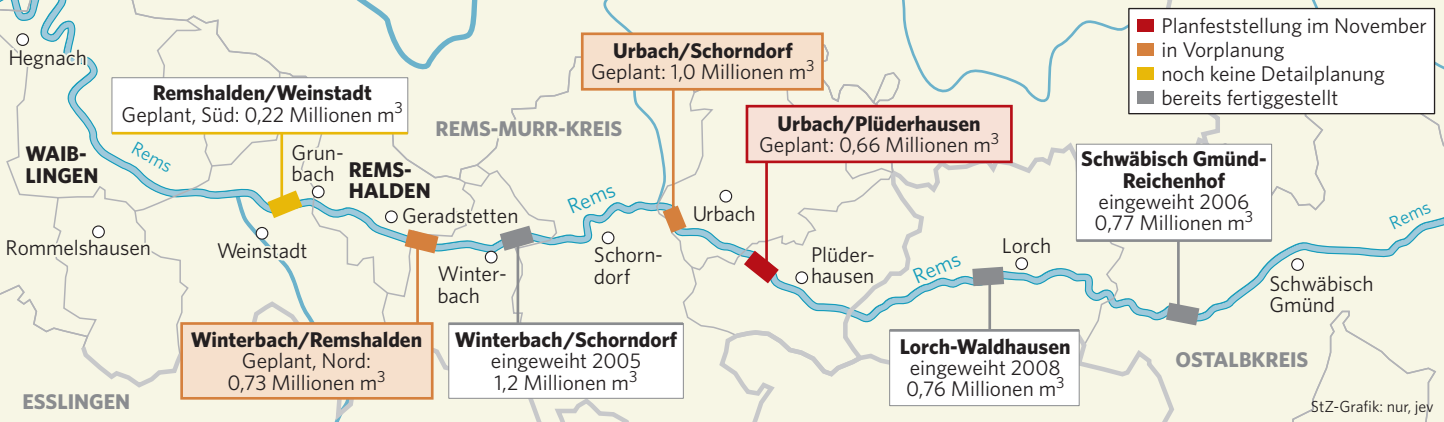 Hegnach
Remshalden/Weinstadt
Geplant, Süd: 0,22 Millionen m³
Urbach/Schorndorf
Geplant: 1,0 Millionen m³
Planfeststellung im November
in Vorplanung
noch keine Detailplanung
bereits fertiggestellt
REMS-MURR-KREIS
Urbach/Plüderhausen
Geplant: 0,66 Millionen m³
WAIB-
LINGEN
Rems
Grun-
bach
REMS-
HALDEN
Schwäbisch Gmünd-
Reichenhof
eingeweiht 2006
0,77 Millionen m³
Rommelshausen
Weinstadt
Geradstetten
Winter-
bach
Rems
Schorn-
dorf
Urbach
Plüder-
hausen
Rems
Lorch
Rems
Schwäbisch
Gmünd
Winterbach/Remshalden
Geplant, Nord:
0,73 Millionen m³
Winterbach/Schorndorf
eingeweiht 2005
1,2 Millionen m³
Lorch-Waldhausen
eingeweiht 2008
0,76 Millionen m³
OSTALBKREIS
ESSLINGEN
StZ-Grafik: nur, jev